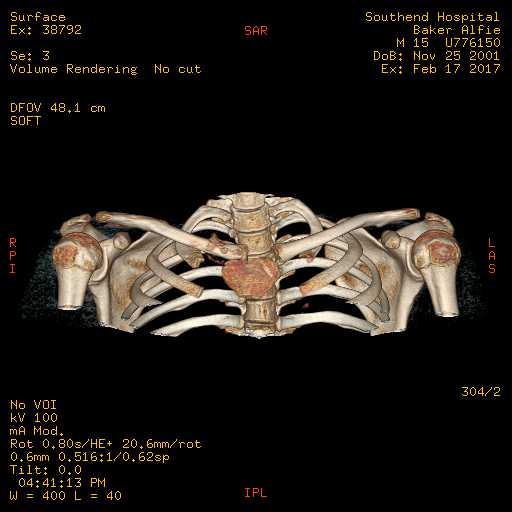 Surface
Ex: 38792
Se: 3
Volume Rendering No cut
DFOV 48.1 cm
SOFT
SAR
Southend Hospital
Baker Alfie
M 15 U776150
DoB: Nov 25 2001
Ex: Feb 17 2017
R
P
I
L
A
S
304/2
No VOI
kV 100
mA Mod.
Rot 0.80s/HE+ 20.6mm/rot
0.6mm 0.516:1/0.62sp
Tilt: 0.0
04:41:13 PM
W = 400 L = 40
IPL